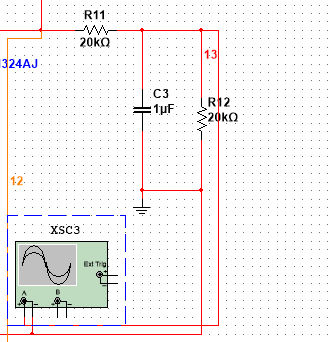 R11
20kΩ
13
324AJ
C3
1µF
R12
20kΩ
12
XSC3
Ext Trig
+
-
A
B
+ -
+ -